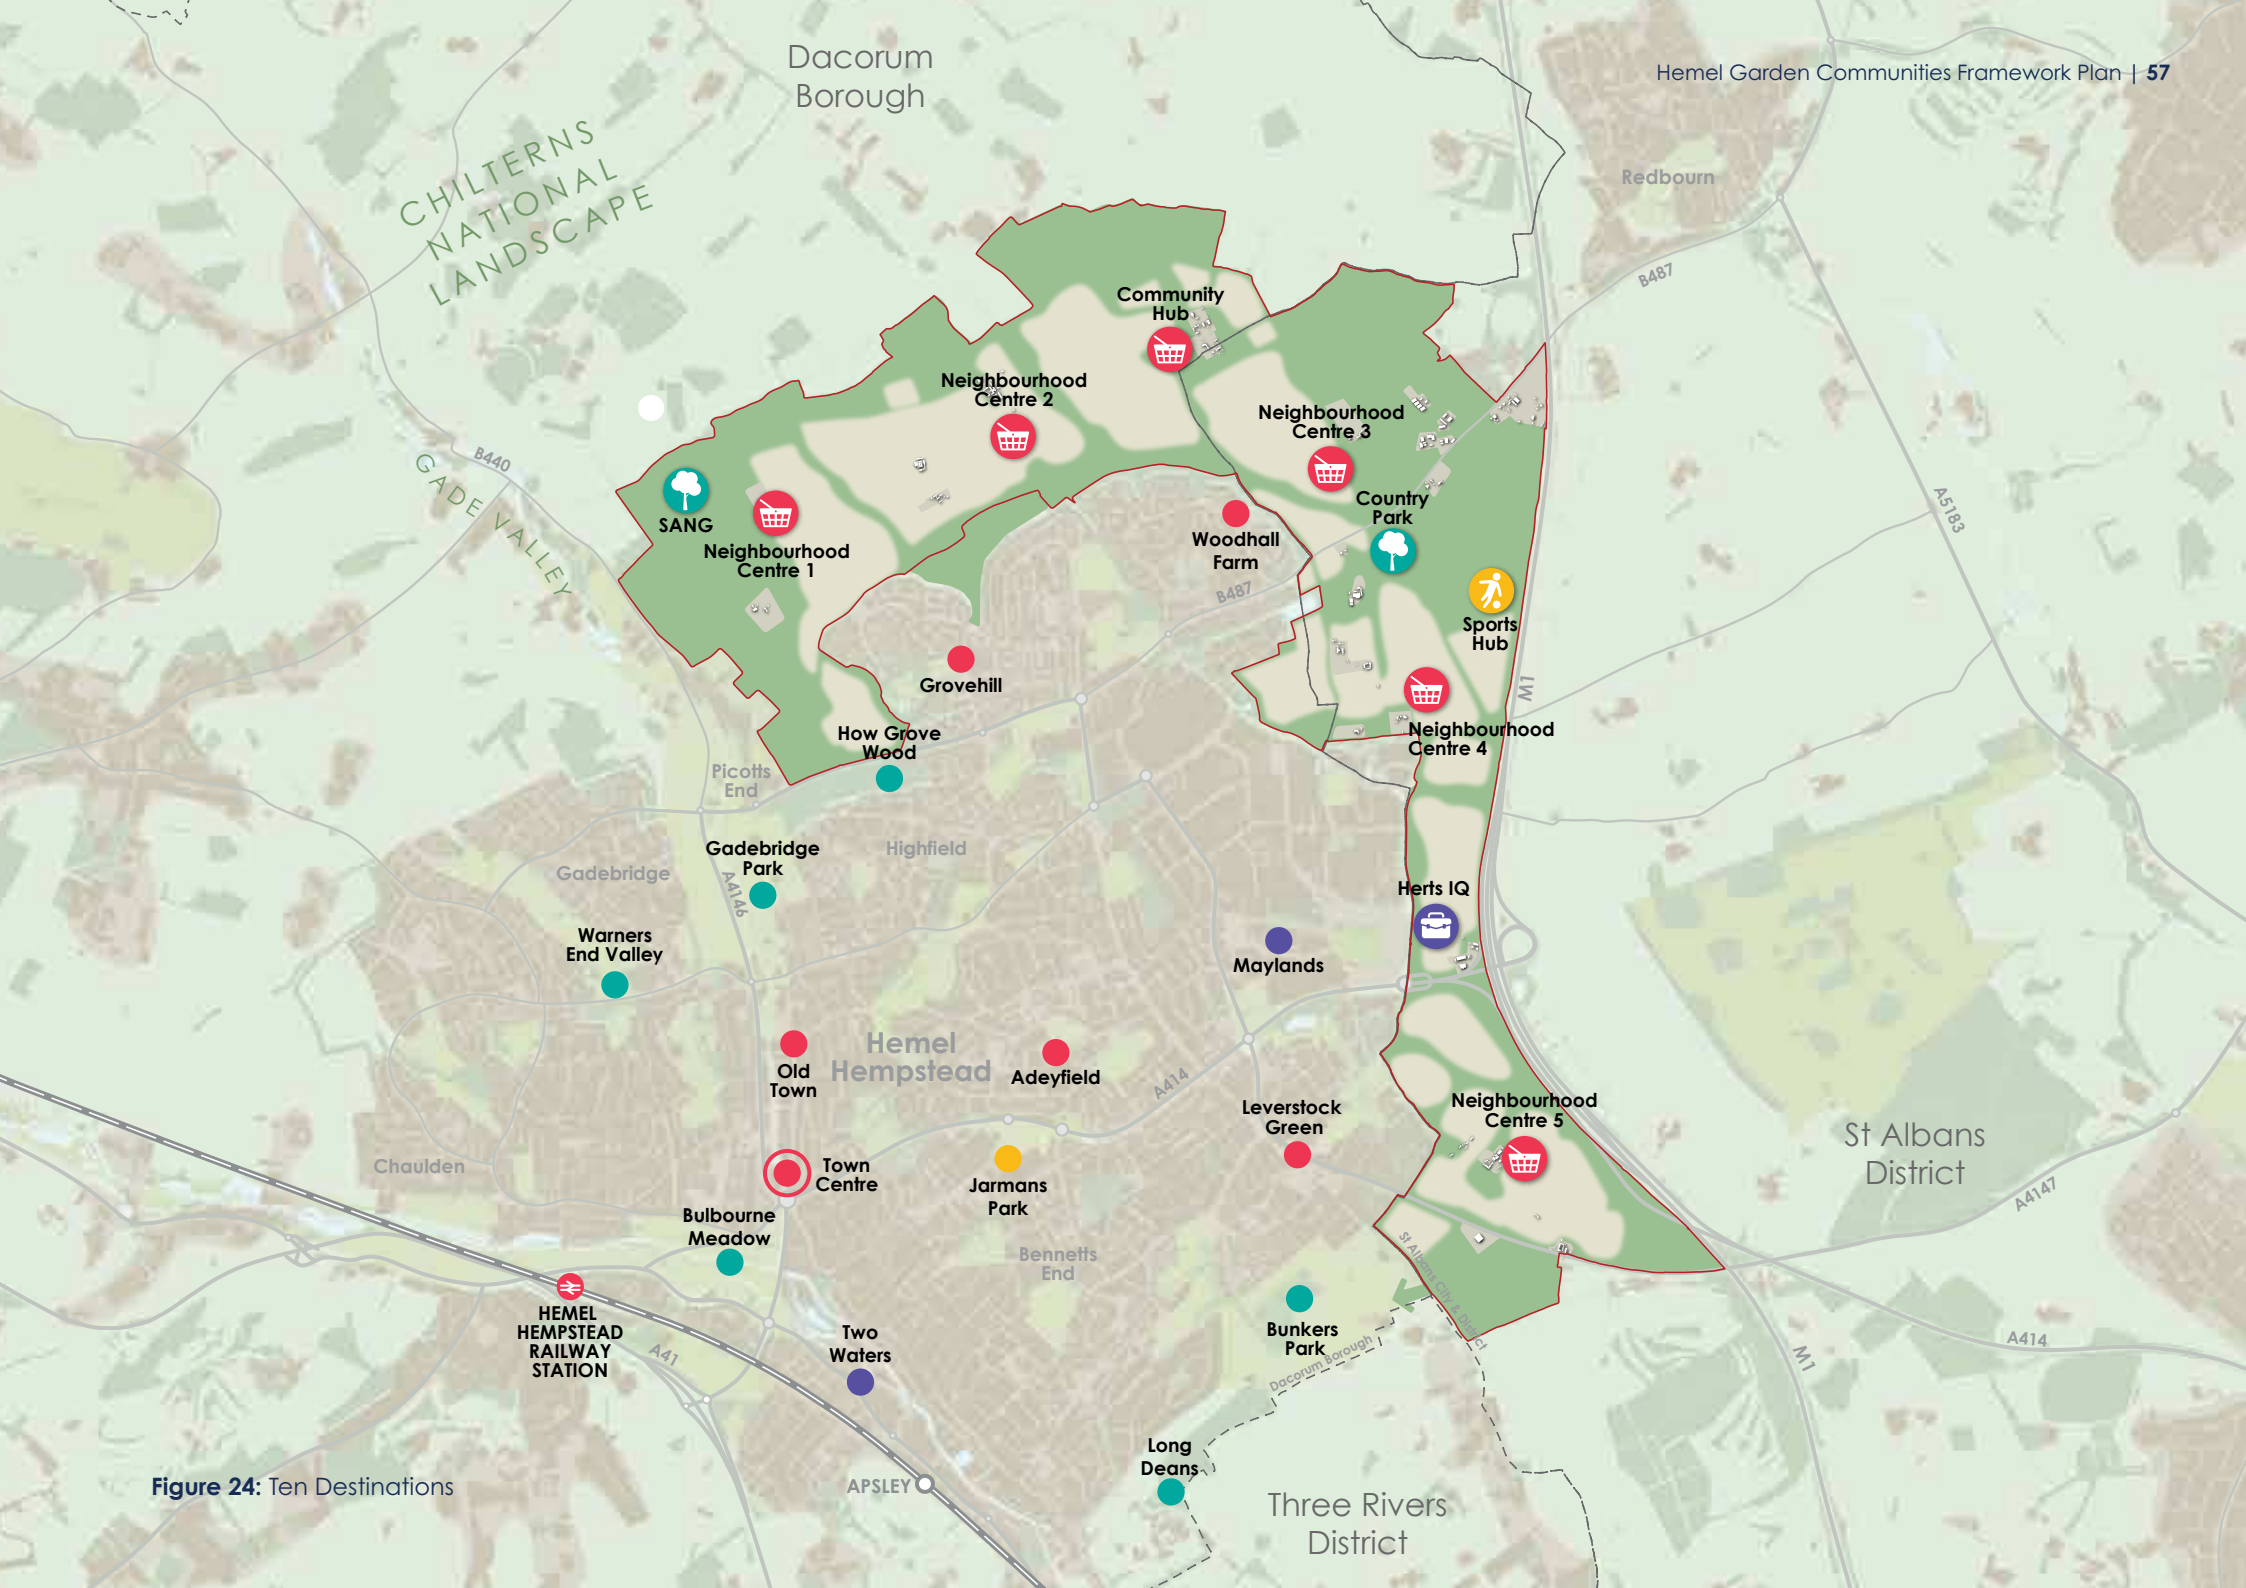 Hemel Garden Communities Framework Plan | 57
Dacorum
Borough
CHILTERNS
NATIONAL
LANDSCAPE
Redbourn
B487
Community
Hub
Neighbourhood
Centre 2
Neighbourhood
Centre 3
Country
Park
B440
GADE VALLEY
SANG
Neighbourhood
Centre 1
Woodhall
Farm
B487
A5183
Sports
Hub
Grovehill
M1
How Grove
Wood
Neighbourhood
Centre 4
Picotts
End
Gadebridge
Park
Highfield
Gadebridge
A4146
Herts IQ
Warners
End Valley
Maylands
Old
Town
Hemel
Hempstead
Adeyfield
A414
Leverstock
Green
Neighbourhood
Centre 5
St Albans
District
Chaulden
Town
Centre
Jarmans
Park
A4147
Bulbourne
Meadow
Bennetts
End
St Albans City & District
HEMEL
HEMPSTEAD
RAILWAY
STATION
A41
Two
Waters
Bunkers
Park
Dacorum Borough
A414
M1
Long
Deans
APSLEY
Three Rivers
District
Figure 24: Ten Destinations